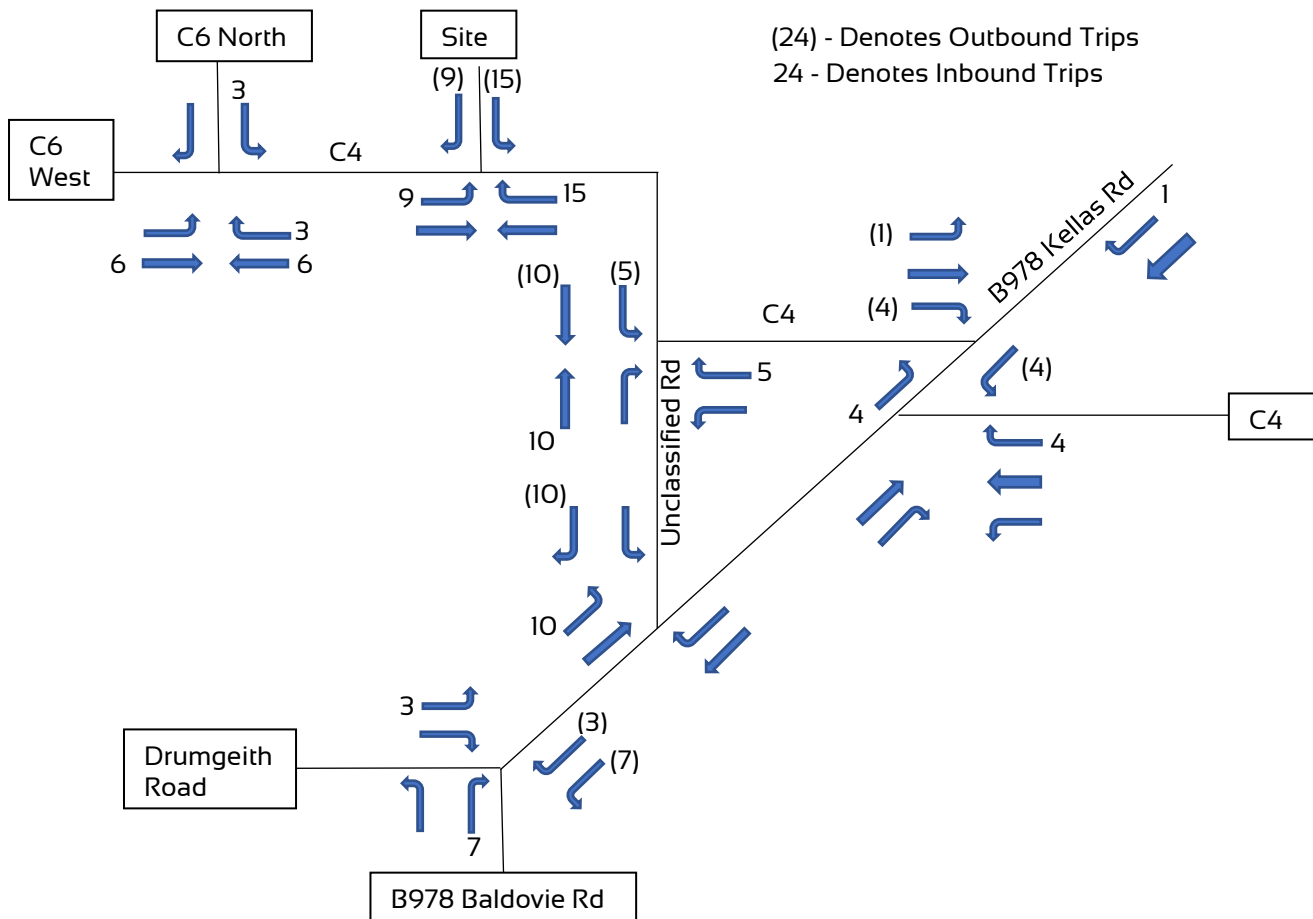 C6 North
Site
(24) - Denotes Outbound Trips
24 - Denotes Inbound Trips
3
(9)
(15)
C6
West
C4
9
15
3
6
6
B978 Kellas Rd
1
(1)
(10)
(5)
C4
(4)
(4)
5
4
C4
4
10
Unclassified Rd
(10)
10
3
(3)
(7)
Drumgeith
Road
7
B978 Baldovie Rd